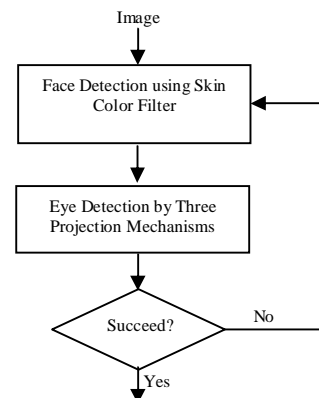 Image
Face Detection using Skin
Color Filter
Eye Detection by Three
Projection Mechanisms
Succeed?
No
Yes